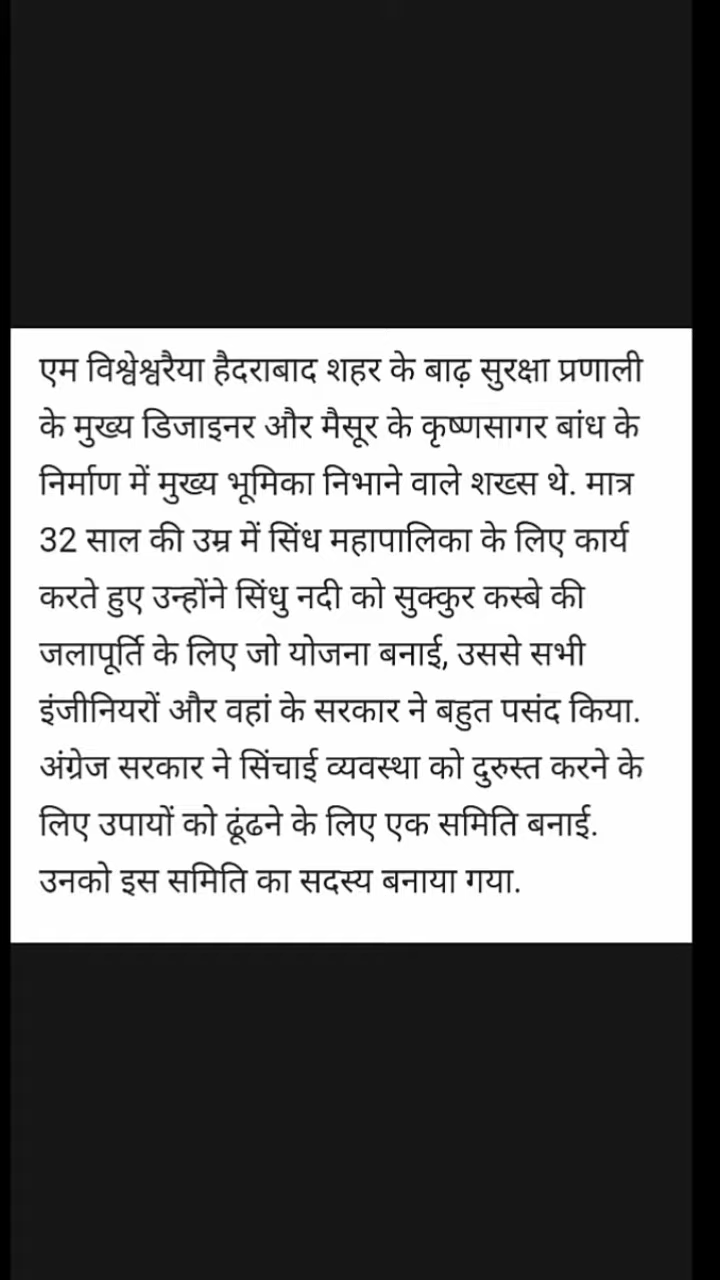 एम विश्वेश्वरैया हैदराबाद शहर के बाढ़ सुरक्षा प्रणाली
के मुख्य डिजाइनर और मैसूर के कृष्णसागर बांध के
निर्माण में मुख्य भूमिका निभाने वाले शख्स थे. मात्र
32 साल की उम्र में सिंध महापालिका के लिए कार्य
करते हुए उन्होंने सिंधु नदी को सुक्कुर कस्बे की
जलापूर्ति के लिए जो योजना बनाई, उससे सभी
इंजीनियरों और वहां के सरकार ने बहुत पसंद किया.
अंग्रेज सरकार ने सिंचाई व्यवस्था को दुरुस्त करने के
लिए उपायों को ढूंढने के लिए एक समिति बनाई.
उनको इस समिति का सदस्य बनाया गया.